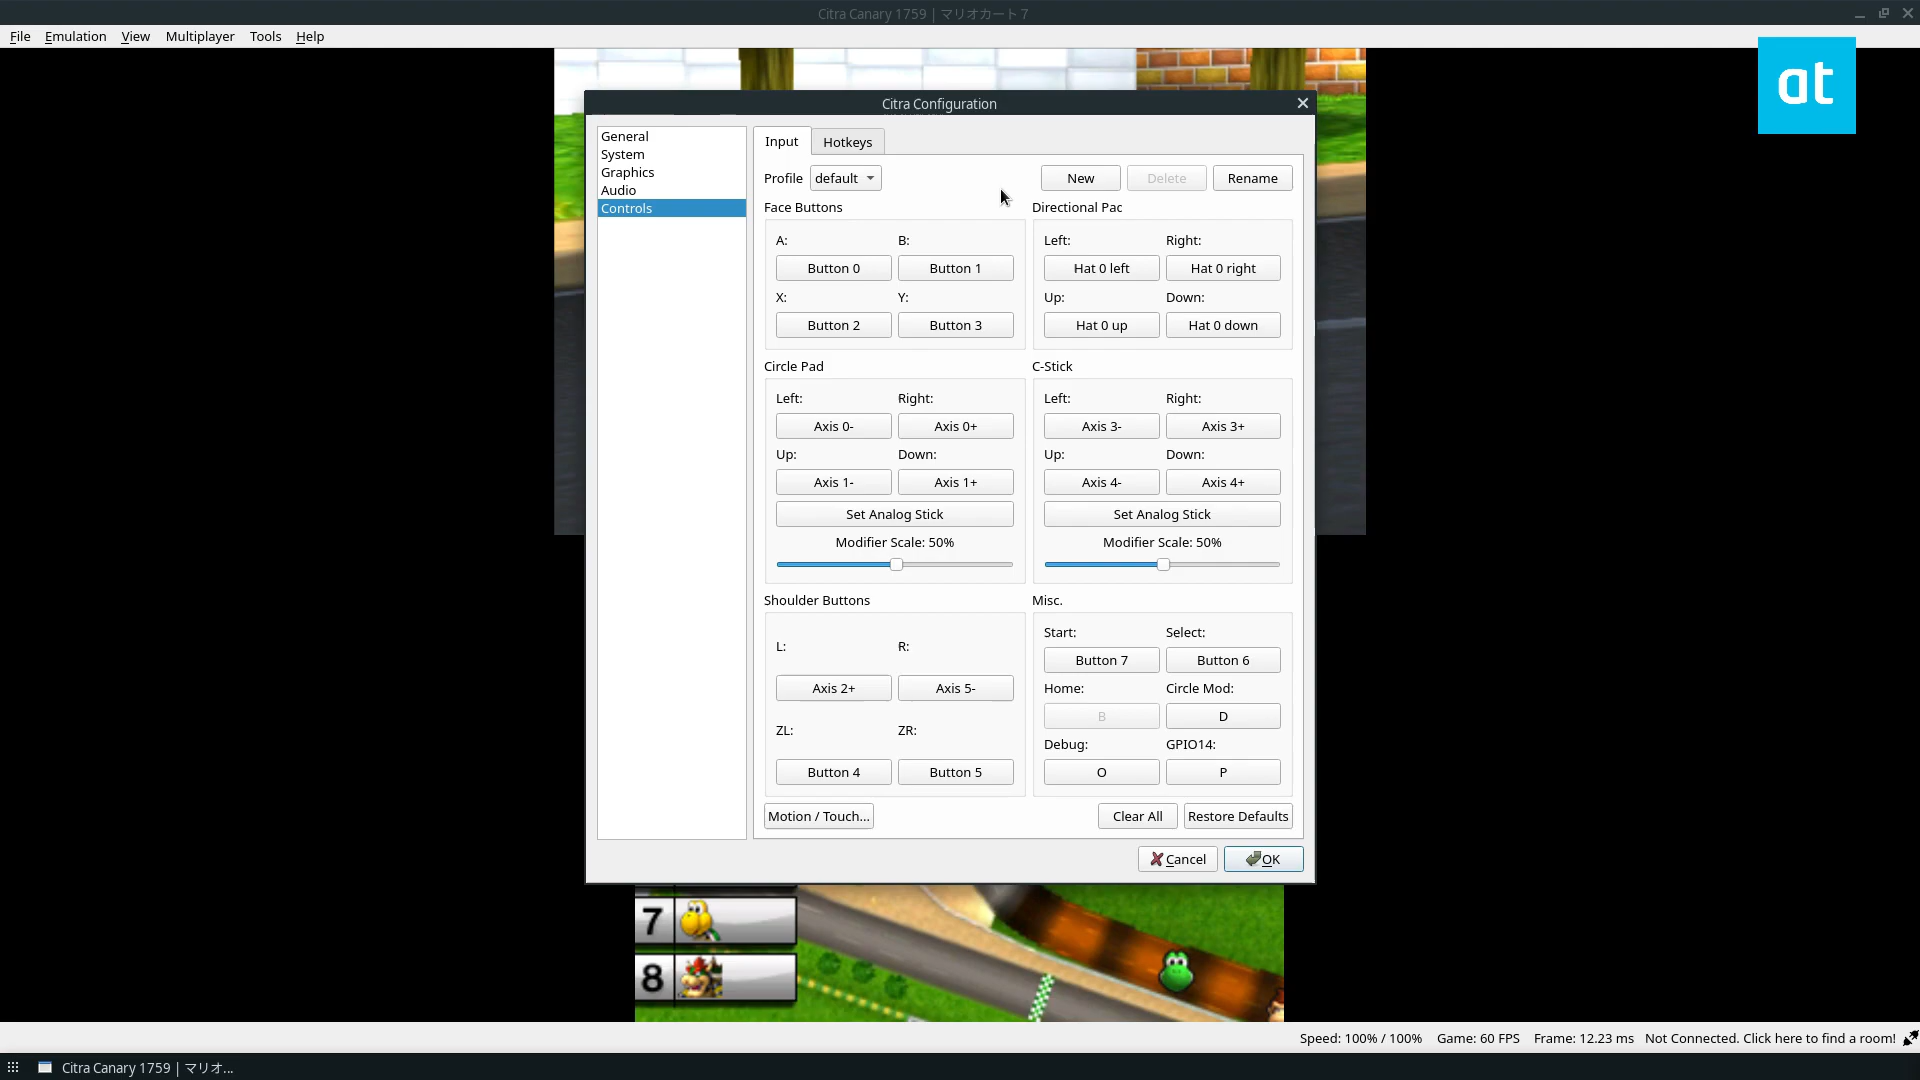 Citra Canary 1759 | マリオカート7
File Emulation View Multiplayer Tools Help
at
Citra Configuration
General
System
Graphics
Audio
Controls
Input Hotkeys
Profile default New Delete Rename
Face Buttons Directional Pac
A: B: Left: Right:
Button 0 Button 1 Hat 0 left Hat 0 right
X: Y: Up: Down:
Button 2 Button 3 Hat 0 up Hat 0 down
Circle Pad C-Stick
Left: Right: Left: Right:
Axis 0- Axis 0+ Axis 3- Axis 3+
Up: Down: Up: Down:
Axis 1- Axis 1+ Axis 4- Axis 4+
Set Analog Stick Set Analog Stick
Modifier Scale: 50% Modifier Scale: 50%
Shoulder Buttons Misc.
Start: Select:
L: R:
Button 7 Button 6
Axis 2+ Axis 5- Home: Circle Mod:
B D
ZL: ZR: Debug: GPIO14:
Button 4 Button 5 O P
Motion / Touch... Clear All Restore Defaults
Cancel OK
7
8
Speed: 100% / 100% Game: 60 FPS Frame: 12.23 ms Not Connected. Click here to find a room!
Citra Canary 1759 | マリオ...